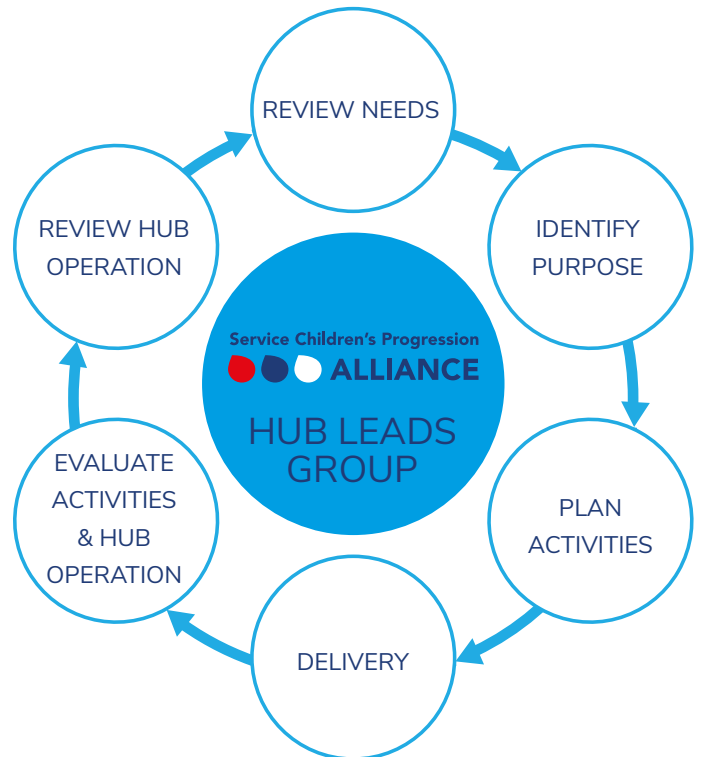 REVIEW NEEDS
IDENTIFY
PURPOSE
PLAN
ACTIVITIES
DELIVERY
EVALUATE
ACTIVITIES
& HUB
OPERATION
REVIEW HUB
OPERATION
Service Children's Progression
ALLIANCE
HUB LEADS
GROUP